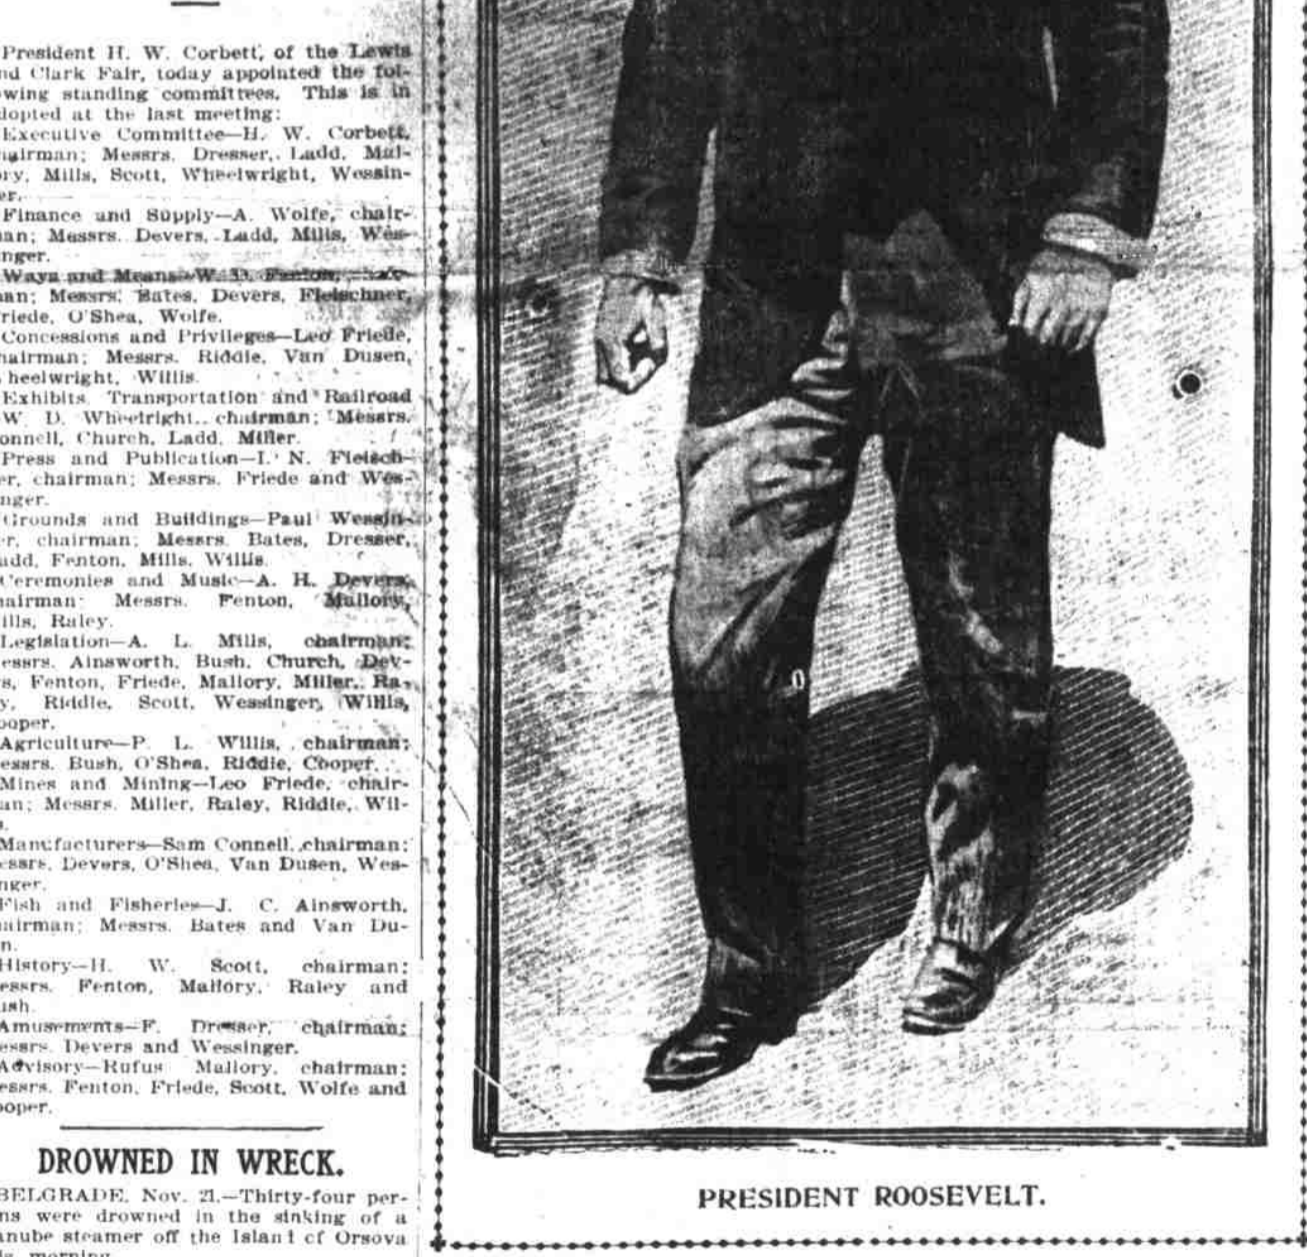 President H. W. Corbett, of the Lewis
nd Clark Fair, today appointed the fol-
owing standing committees. This is in
dopted at the last meeting:
Executive Committee—H. W. Corbett,
hairman; Messrs. Dresser, Ladd, Mal-
ory, Mills, Scott, Wheelwright, Wessin-
er.
Finance and Supply—A. Wolfe, chair-
man; Messrs. Devers, Ladd, Mills, Wes-
nger.
Ways and Means—W. D. Fenton, chair-
man; Messrs. Bates, Devers, Fleischner,
riede, O'Shea, Wolfe.
Concessions and Privileges—Leo Friede,
hairman; Messrs. Riddle, Van Dusen,
heelwright, Willis.
Exhibits. Transportation and Railroad
W. D. Wheelright.. chairman; Messrs.
onnell, Church, Ladd, Miller.
Press and Publication—I. N. Fleisch-
er, chairman; Messrs. Friede and Wes-
nger.
Grounds and Buildings—Paul Wessin-
er, chairman; Messrs. Bates, Dresser,
add, Fenton, Mills, Willis.
Ceremonies and Music—A. H. Devers,
hairman; Messrs. Fenton, Mallory,
ills, Raley.
Legislation—A. L. Mills, chairman;
essrs. Ainsworth, Bush, Church, Dev-
s, Fenton, Friede, Mallory, Miller, Ra-
y, Riddle, Scott, Wessinger, Willis,
ooper.
Agriculture—P. L. Willis, chairman;
essrs. Bush, O'Shea, Riddle, Cooper.
Mines and Mining—Leo Friede, chair-
an; Messrs. Miller, Raley, Riddle, Wil-
Manufacturers—Sam Connell, chairman;
essrs. Devers, O'Shea, Van Dusen, Wes-
nger.
Fish and Fisheries—J. C. Ainsworth,
hairman; Messrs. Bates and Van Du-
n.
History—H. W. Scott, chairman;
essrs. Fenton, Mallory, Raley and
ush.
Amusements—F. Dresser, chairman;
essrs. Devers and Wessinger.
Advisory—Rufus Mallory, chairman;
essrs. Fenton, Friede, Scott, Wolfe and
ooper.
DROWNED IN WRECK.
BELGRADE, Nov. 21.—Thirty-four per-
ns were drowned in the sinking of a
anube steamer off the Island of Orsova
morning.
PRESIDENT ROOSEVELT.